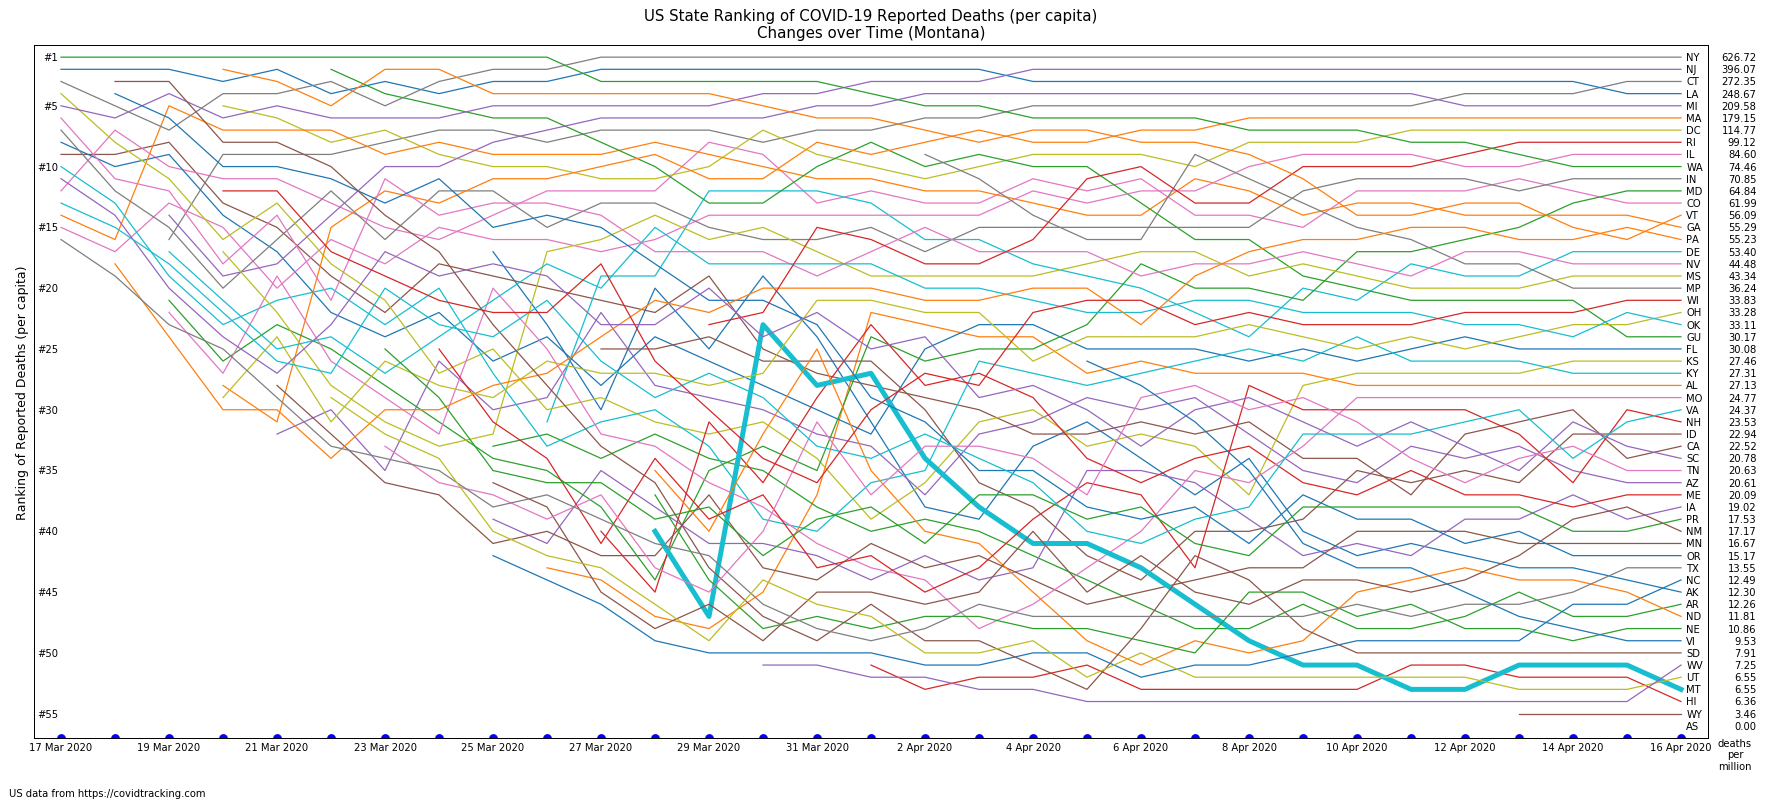 US State Ranking of COVID-19 Reported Deaths (per capita)
Changes over Time (Montana)
Ranking of Reported Deaths (per capita)
#1
#5
#10
#15
#20
#25
#30
#35
#40
#45
#50
#55
NY 626.72
NJ 396.07
CT 272.35
LA 248.67
MI 209.58
MA 179.15
DC 114.77
RI 99.12
IL 84.60
WA 74.46
IN 70.85
MD 64.84
CO 61.99
VT 56.09
GA 55.29
PA 55.23
DE 53.40
NV 44.48
MS 43.34
MP 36.24
WI 33.83
OH 33.28
OK 33.11
GU 30.17
FL 30.08
KS 27.46
KY 27.31
AL 27.13
MO 24.77
VA 24.37
NH 23.53
ID 22.94
CA 22.52
SC 20.78
TN 20.63
AZ 20.61
ME 20.09
IA 19.02
PR 17.53
NM 17.17
MN 16.67
OR 15.17
TX 13.55
NC 12.49
AK 12.30
AR 12.26
ND 11.81
NE 10.86
VI 9.53
SD 7.91
WV 7.25
UT 6.55
MT 6.55
HI 6.36
WY 3.46
AS 0.00
17 Mar 2020 19 Mar 2020 21 Mar 2020 23 Mar 2020 25 Mar 2020 27 Mar 2020 29 Mar 2020 31 Mar 2020 2 Apr 2020 4 Apr 2020 6 Apr 2020 8 Apr 2020 10 Apr 2020 12 Apr 2020 14 Apr 2020 16 Apr 2020
deaths
per
million
US data from https://covidtracking.com